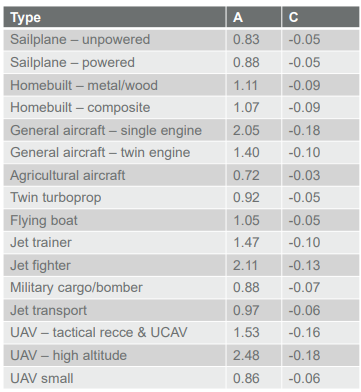 Type A C
Sailplane – unpowered 0.83 -0.05
Sailplane – powered 0.88 -0.05
Homebuilt – metal/wood 1.11 -0.09
Homebuilt – composite 1.07 -0.09
General aircraft – single engine 2.05 -0.18
General aircraft – twin engine 1.40 -0.10
Agricultural aircraft 0.72 -0.03
Twin turboprop 0.92 -0.05
Flying boat 1.05 -0.05
Jet trainer 1.47 -0.10
Jet fighter 2.11 -0.13
Military cargo/bomber 0.88 -0.07
Jet transport 0.97 -0.06
UAV – tactical recce & UCAV 1.53 -0.16
UAV – high altitude 2.48 -0.18
UAV small 0.86 -0.06